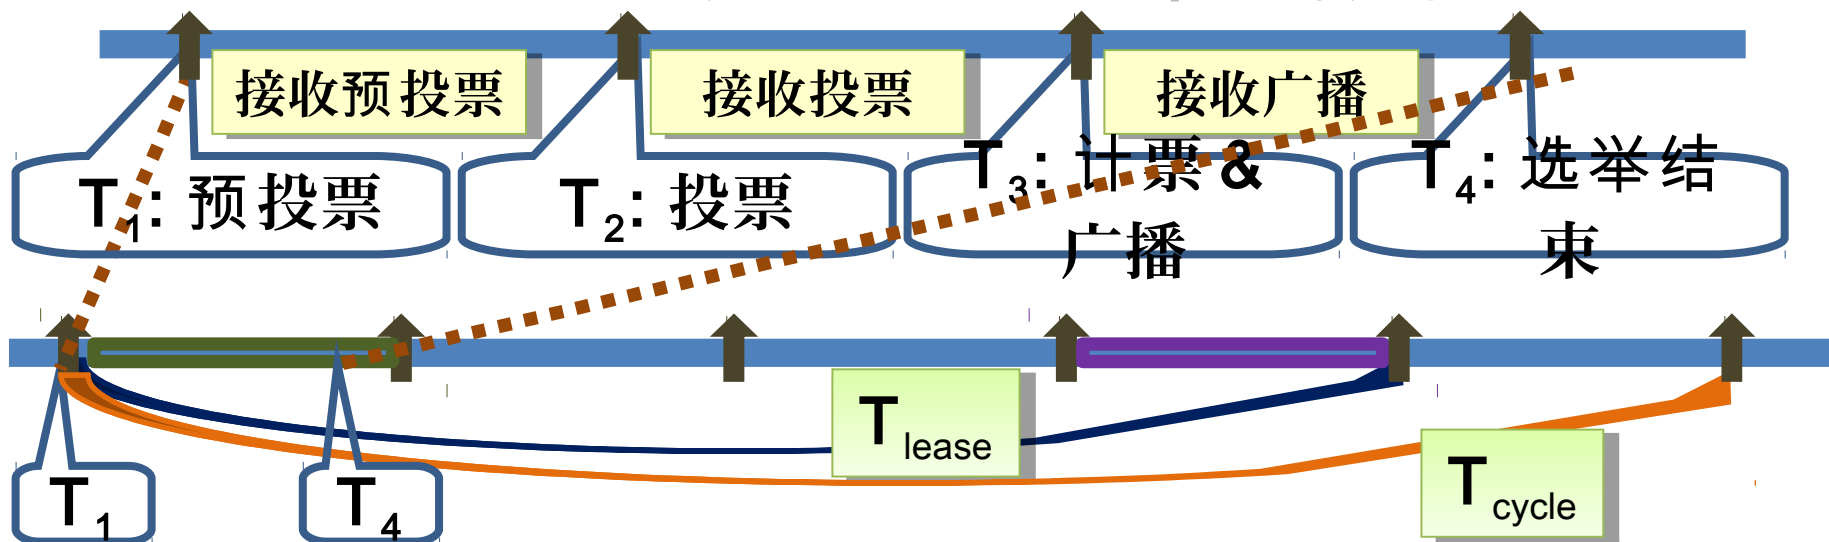 接收预投票
接收投票
接收广播
T1: 预投票
T2: 投票
T3: 计票&
广播
T4: 选举结
束
Tlease
Tcycle
T1
T4